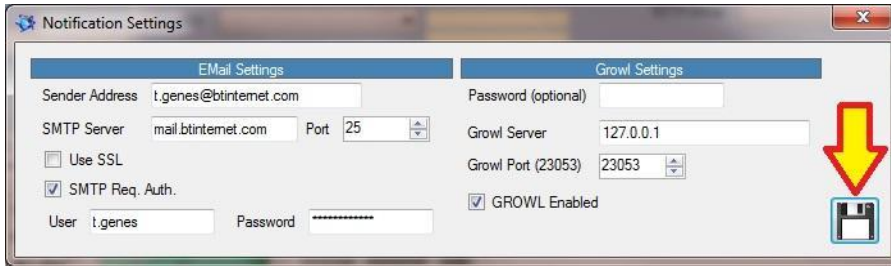 Notification Settings
EMail Settings
Sender Address t.genes@btinternet.com
SMTP Server mail.btinternet.com Port 25
Use SSL
SMTP Req. Auth.
User t.genes Password ************
Growl Settings
Password (optional)
Growl Server 127.0.0.1
Growl Port (23053) 23053
GROWL Enabled